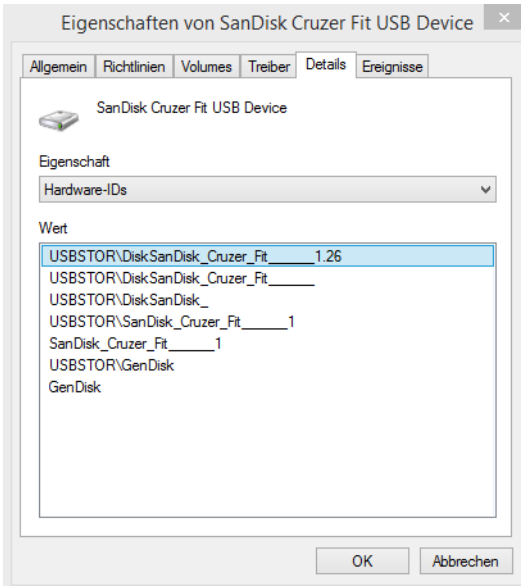 Eigenschaften von SanDisk Cruzer Fit USB Device
Allgemein Richtlinien Volumes Treiber Details Ereignisse
SanDisk Cruzer Fit USB Device
Eigenschaft
Hardware-IDs
Wert
USBSTOR\DiskSanDisk_Cruzer_Fit______1.26
USBSTOR\DiskSanDisk_Cruzer_Fit______
USBSTOR\DiskSanDisk_
USBSTOR\SanDisk_Cruzer_Fit______1
SanDisk_Cruzer_Fit______1
USBSTOR\GenDisk
GenDisk
OK Abbrechen